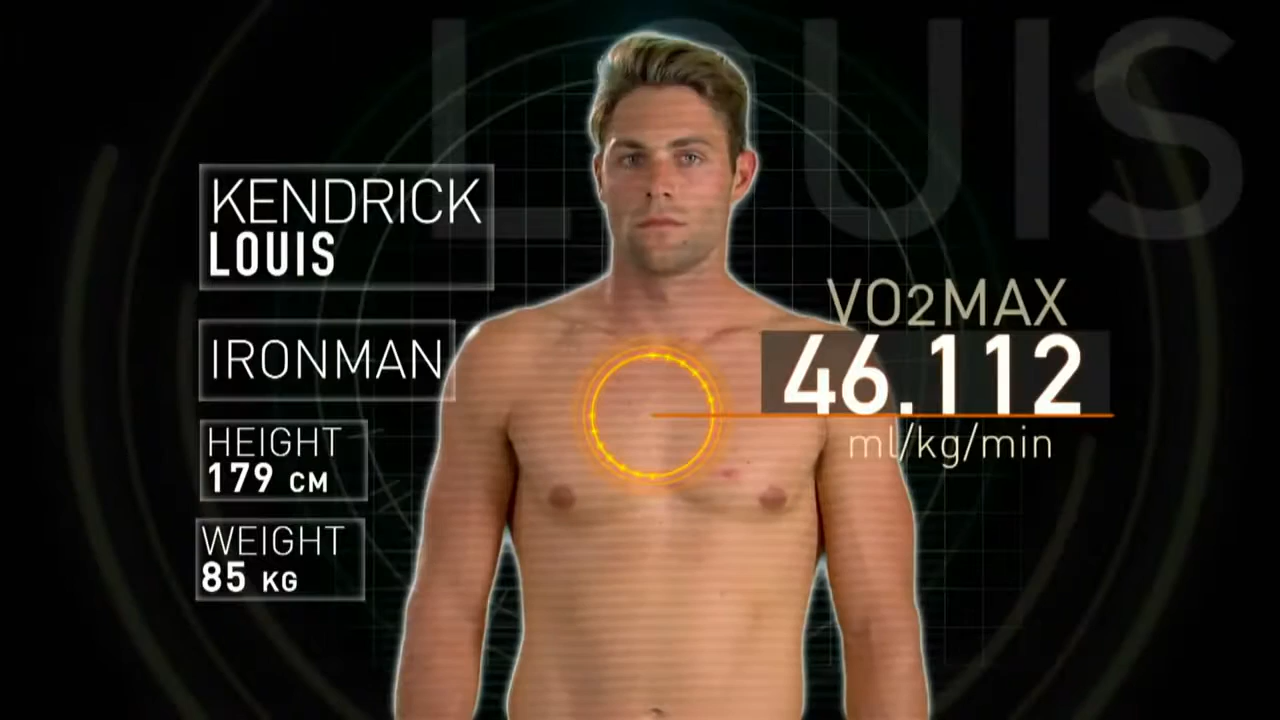 LOUIS
KENDRICK
LOUIS
IRONMAN
HEIGHT
179 CM
WEIGHT
85 KG
VO2MAX
46.112
ml/kg/min